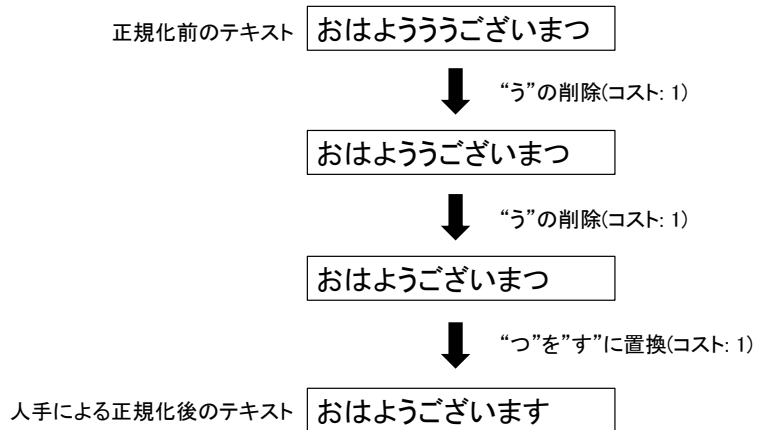 正規化前のテキスト おはよううううございまつ
“う”の削除(コスト: 1)
おはよううございまつ
“う”の削除(コスト: 1)
おはようございまつ
“つ”を”す”に置換(コスト: 1)
人手による正規化後のテキスト おはようございます